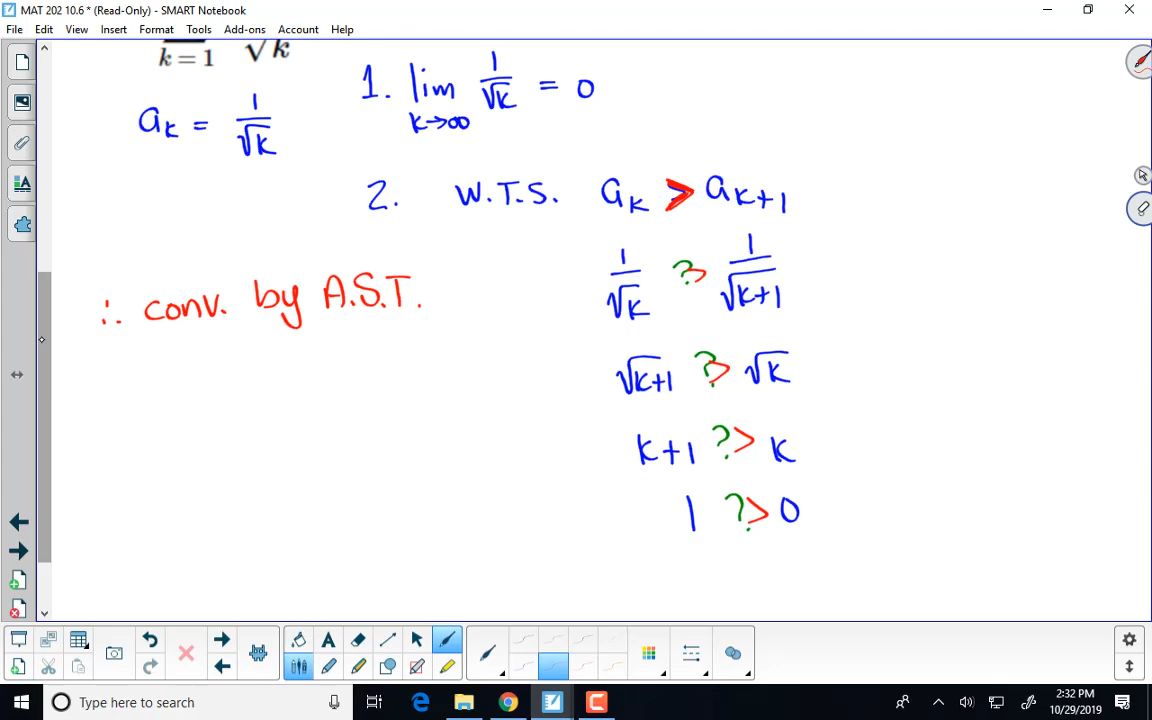 MAT 202 10.6 * (Read-Only) - SMART Notebook
File Edit View Insert Format Tools Add-ons Account Help
k = 1 √k
1. lim 1/√k = 0
k→∞
a_k = 1/√k
2. W.T.S. a_k > a_k+1
1/√k ?> 1/√k+1
∴ conv. by A.S.T.
√k+1 ?> √k
k+1 ?> k
1 ?> 0
Type here to search
2:32 PM
10/29/2019